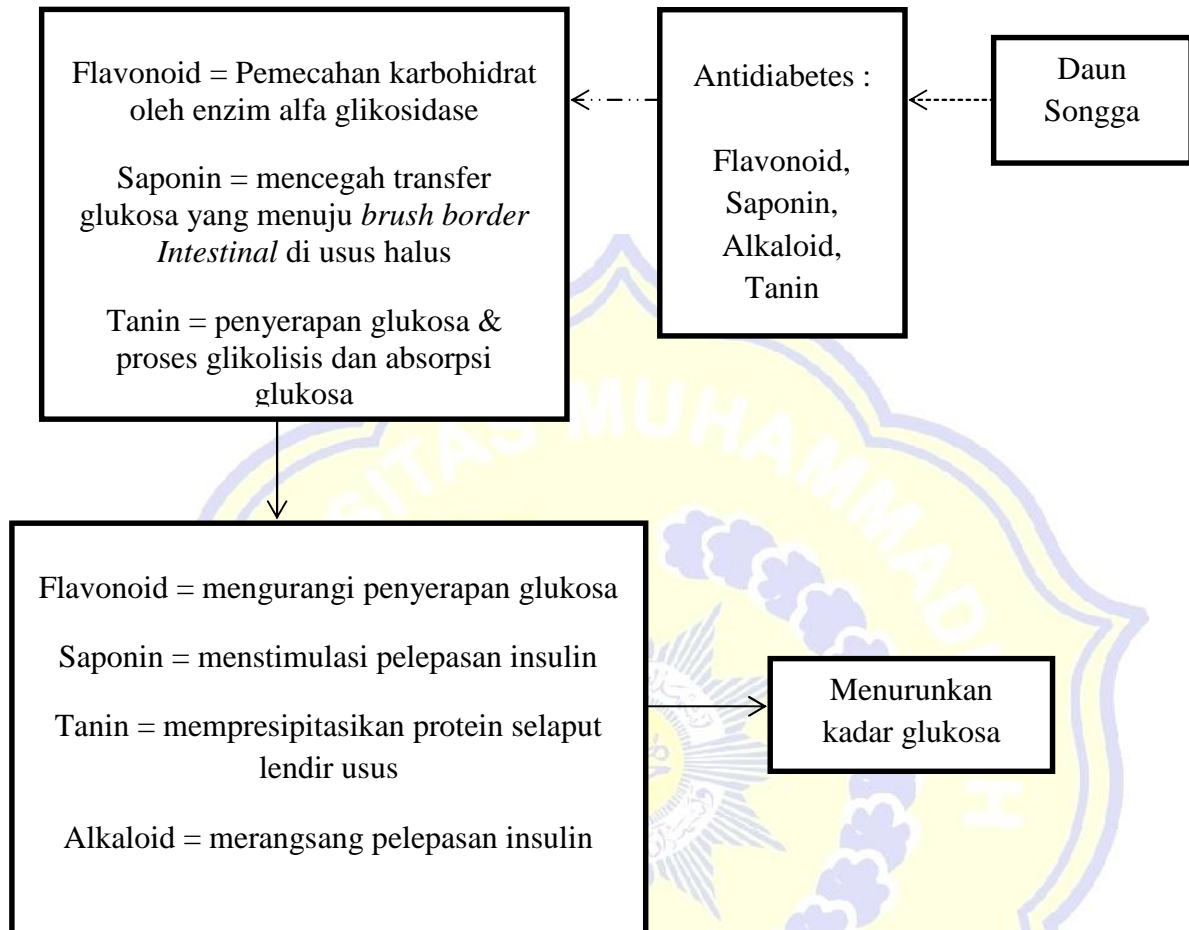 Flavonoid = Pemecahan karbohidrat
oleh enzim alfa glikosidase
Saponin = mencegah transfer
glukosa yang menuju brush border
Intestinal di usus halus
Tanin = penyerapan glukosa &
proses glikolisis dan absorpsi
glukosa
Antidiabetes :
Flavonoid,
Saponin,
Alkaloid,
Tanin
Daun
Songga
Flavonoid = mengurangi penyerapan glukosa
Saponin = menstimulasi pelepasan insulin
Tanin = mempresipitasikan protein selaput
lendir usus
Alkaloid = merangsang pelepasan insulin
Menurunkan
kadar glukosa
SITAS MUHAMMADI H